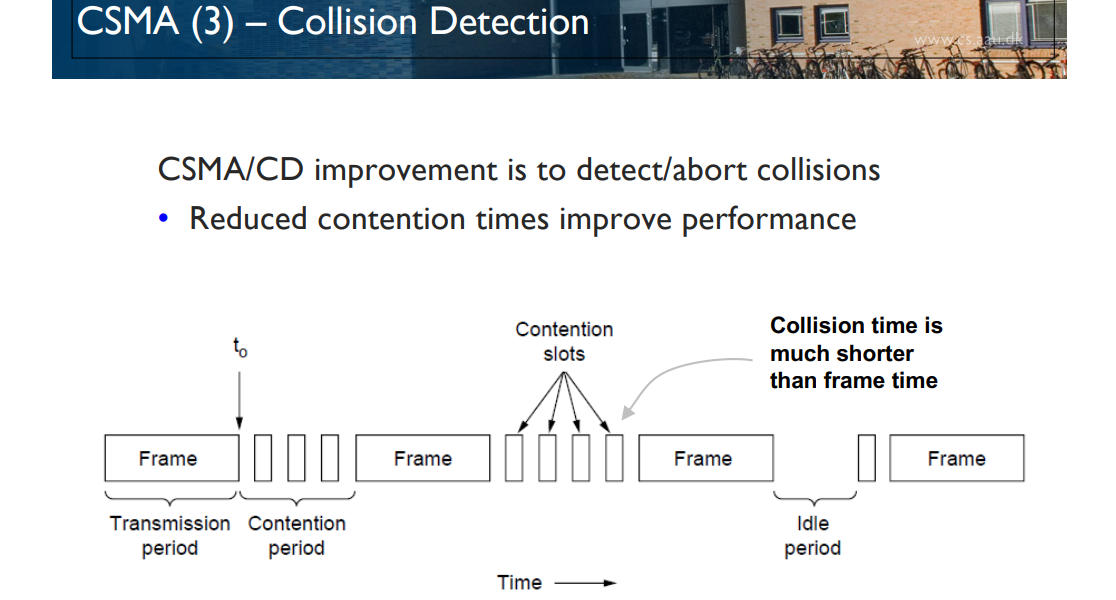 CSMA (3) – Collision Detection
www.cs.aau.dk
CSMA/CD improvement is to detect/abort collisions
• Reduced contention times improve performance
Contention
slots
Collision time is
much shorter
than frame time
t0
Frame
Frame
Frame
Frame
Transmission
period
Contention
period
Idle
period
Time